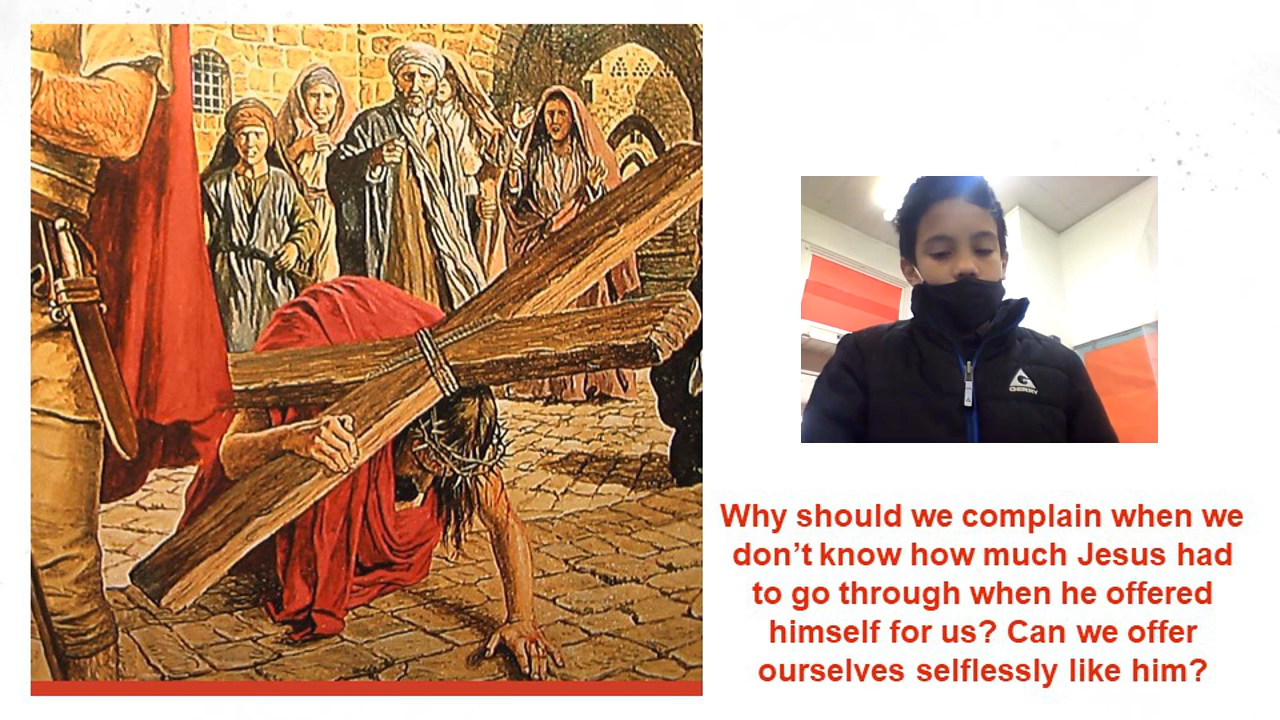 GERRY
Why should we complain when we
don't know how much Jesus had
to go through when he offered
himself for us? Can we offer
ourselves selflessly like him?